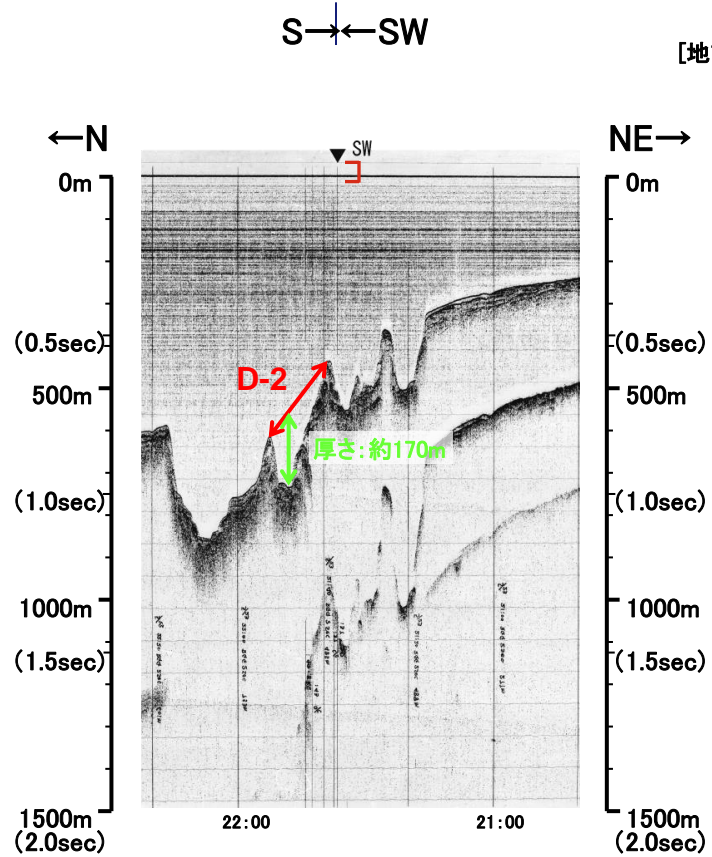 S→←SW
[地
←N
NE→
SW
0m
0m
(0.5sec)
(0.5sec)
D-2
500m
500m
厚さ：約170m
(1.0sec)
(1.0sec)
1000m
1000m
(1.5sec)
(1.5sec)
1500m
1500m
(2.0sec)
(2.0sec)
22:00
21:00